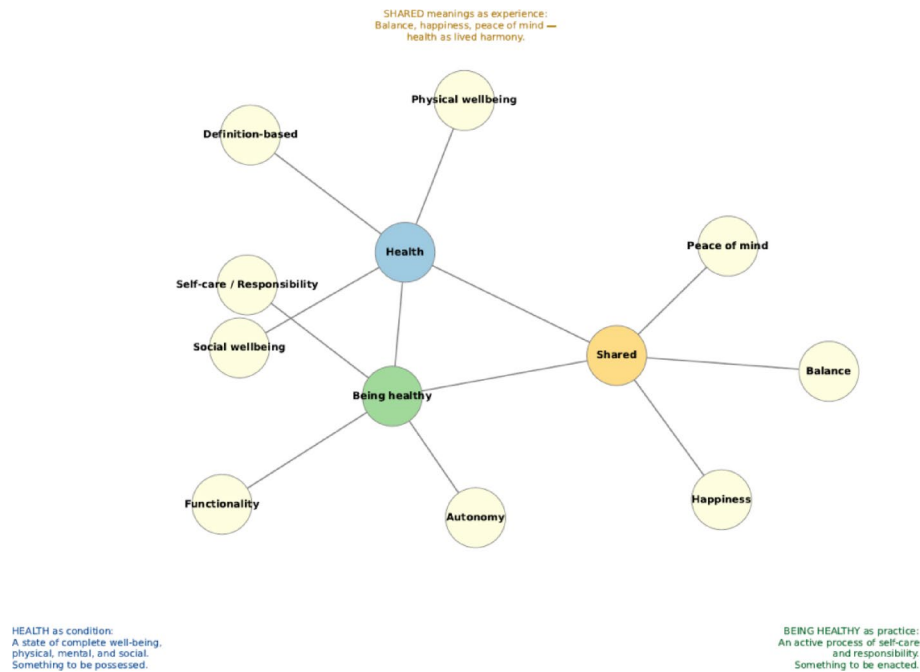 SHARED meanings as experience:
Balance, happiness, peace of mind —
health as lived harmony.
Physical wellbeing
Definition-based
Peace of mind
Health
Self-care / Responsibility
Social wellbeing
Shared
Balance
Being healthy
Happiness
Functionality
Autonomy
HEALTH as condition:
A state of complete well-being,
physical, mental, and social.
Something to be possessed.
BEING HEALTHY as practice:
An active process of self-care
and responsibility.
Something to be enacted.